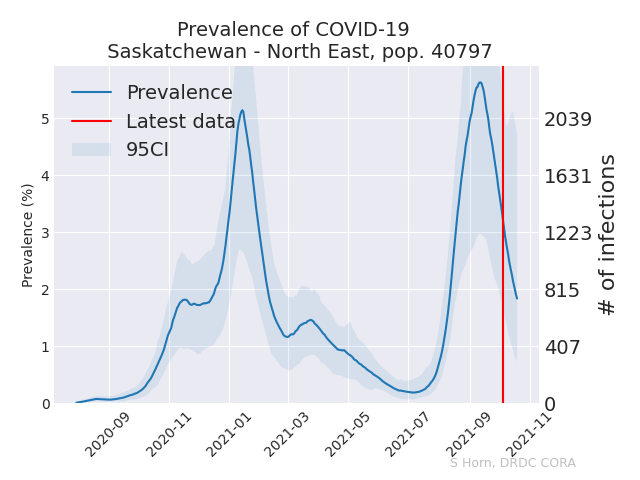 Prevalence of COVID-19
Saskatchewan - North East, pop. 40797
Prevalence
Latest data
95CI
Prevalence (%)
5
4
3
2
1
0
2039
1631
1223
815
407
0
# of infections
2020-09
2020-11
2021-01
2021-03
2021-05
2021-07
2021-09
2021-11
S Horn, DRDC CORA